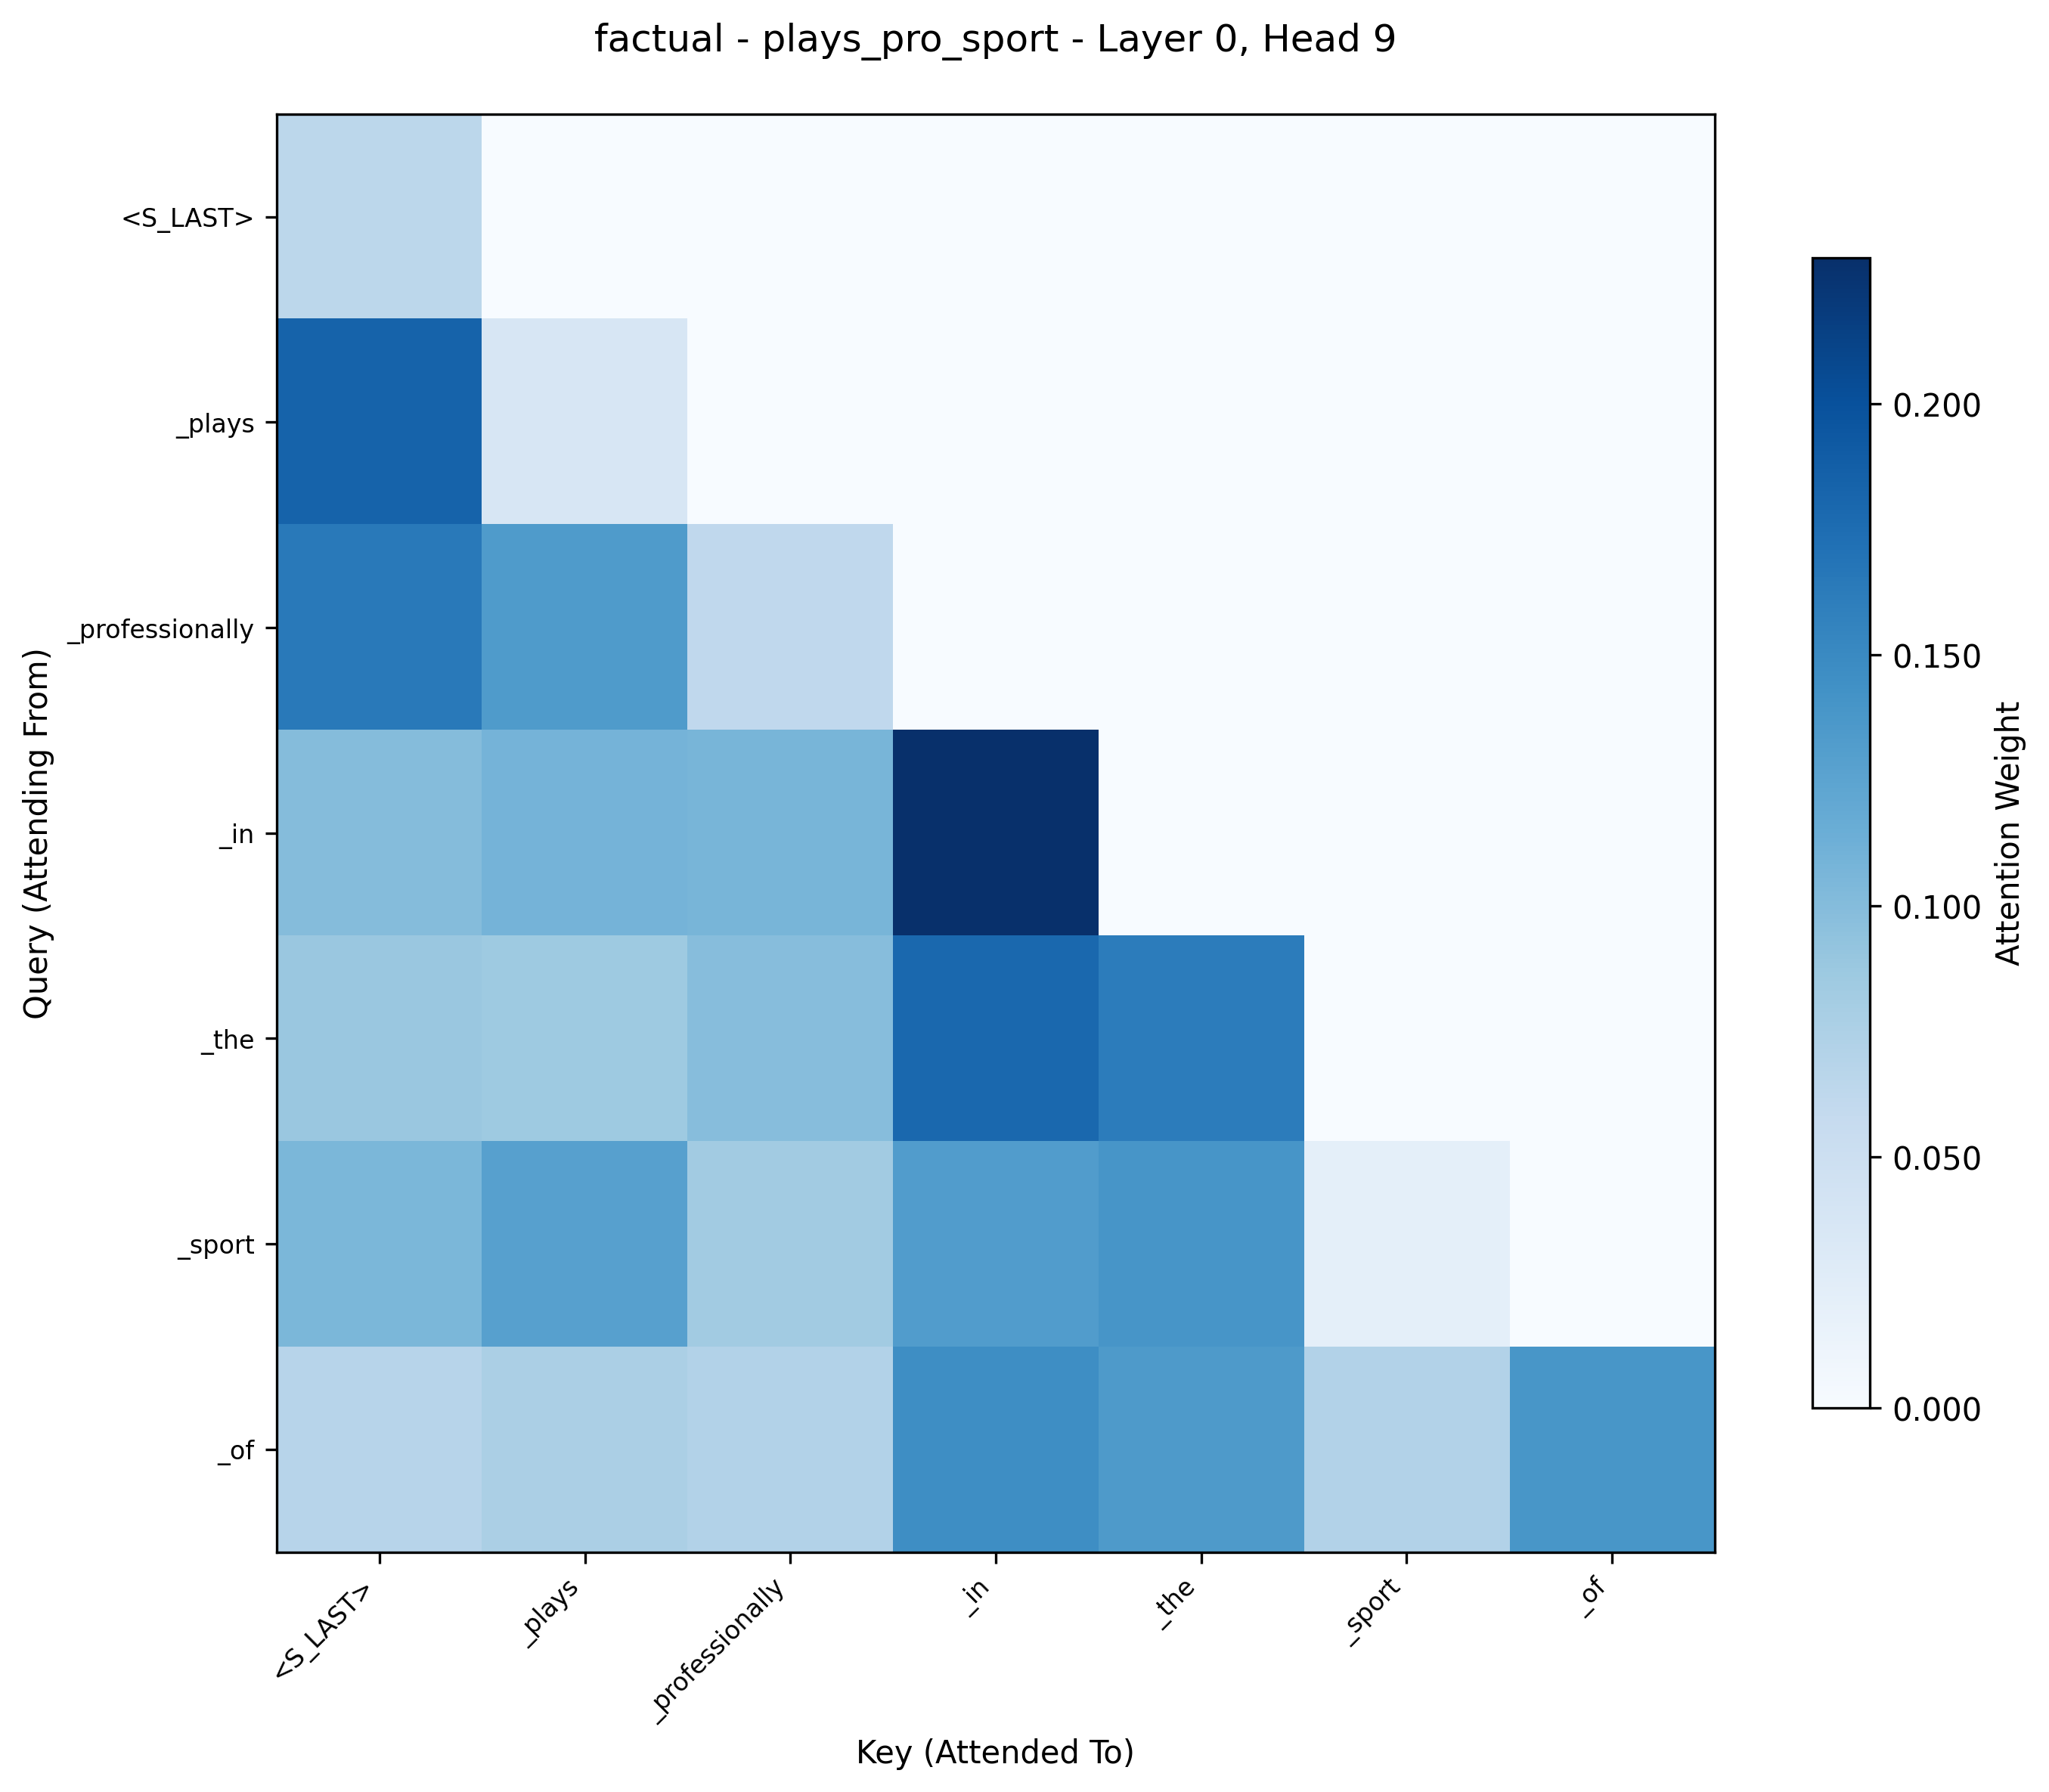 factual - plays_pro_sport - Layer 0, Head 9
Query (Attending From)
<S_LAST>
_plays
_professionally
_in
_the
_sport
_of
<S_LAST>
_plays
_professionally
_in
_the
_sport
_of
Key (Attended To)
0.200
0.150
0.100
0.050
0.000
Attention Weight